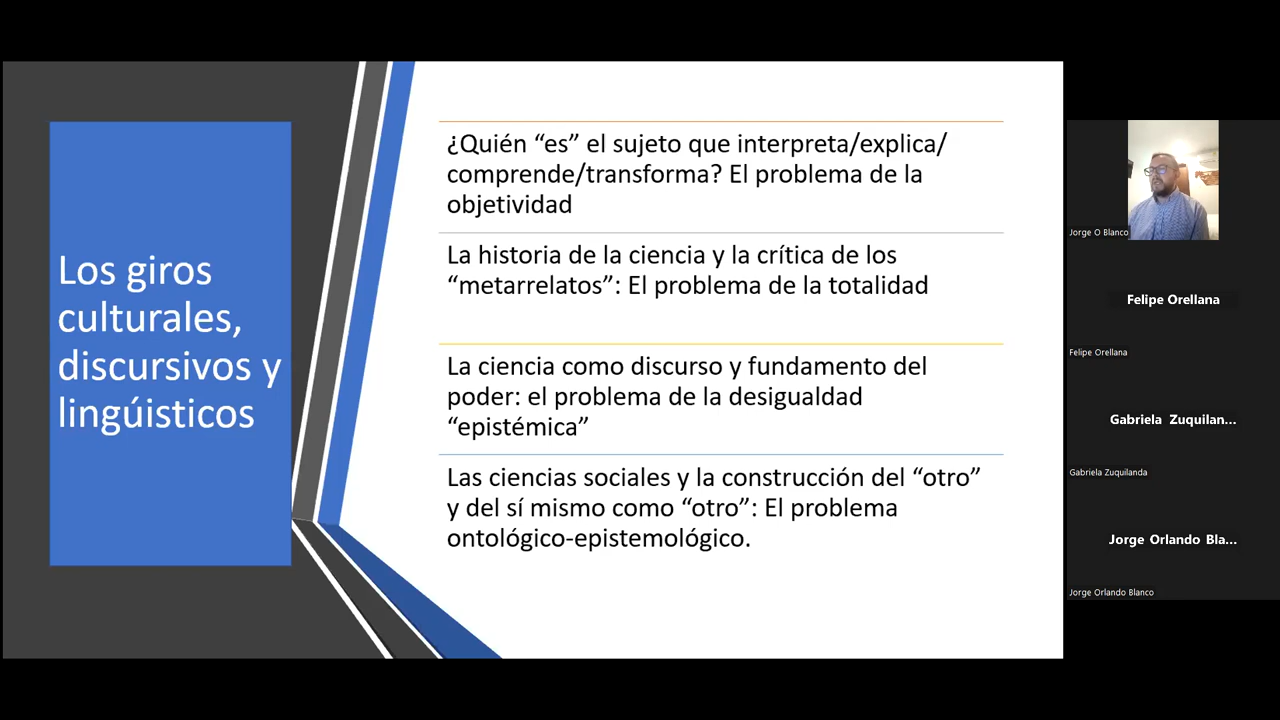 Los giros
culturales,
discursivos y
lingúisticos
¿Quién “es” el sujeto que interpreta/explica/
comprende/transforma? El problema de la
objetividad
La historia de la ciencia y la crítica de los
“metarrelatos”: El problema de la totalidad
La ciencia como discurso y fundamento del
poder: el problema de la desigualdad
“epistémica”
Las ciencias sociales y la construcción del “otro”
y del sí mismo como “otro”: El problema
ontológico-epistemológico.
Jorge O Blanco
Felipe Orellana
Felipe Orellana
Gabriela Zuquilan...
Gabriela Zuquilanda
Jorge Orlando Bla...
Jorge Orlando Blanco